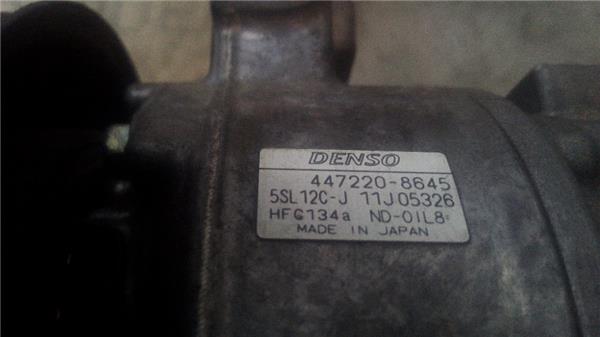 DENSO
447220-8645
5SL12C-J 11J05326
HFC134a ND-OIL8
MADE IN JAPAN